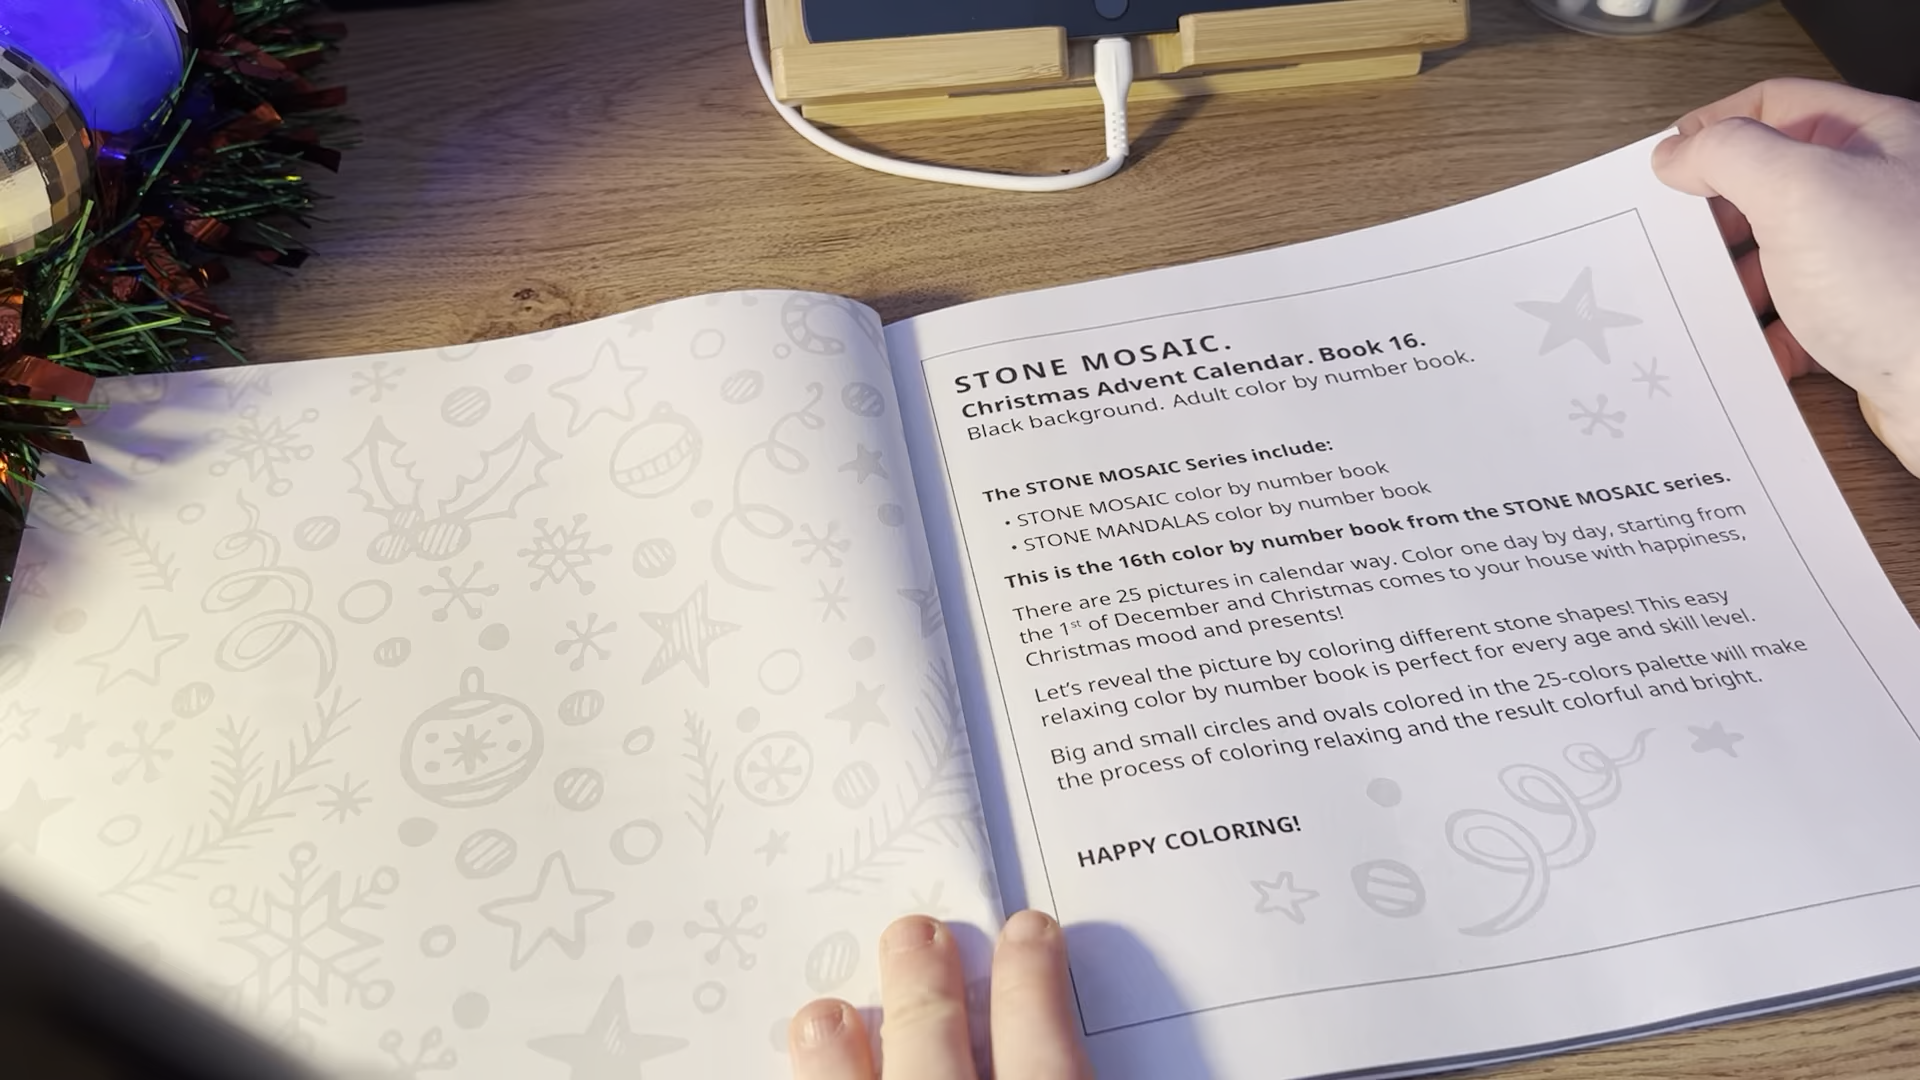 STONE MOSAIC.
Christmas Advent Calendar. Book 16.
Black background. Adult color by number book.
The STONE MOSAIC Series include:
• STONE MOSAIC color by number book
• STONE MANDALAS color by number book
This is the 16th color by number book from the STONE MOSAIC series.
There are 25 pictures in calendar way. Color one day by day, starting from
the 1st of December and Christmas comes to your house with happiness,
Christmas mood and presents!
Let's reveal the picture by coloring different stone shapes! This easy
relaxing color by number book is perfect for every age and skill level.
Big and small circles and ovals colored in the 25-colors palette will make
the process of coloring relaxing and the result colorful and bright.
HAPPY COLORING!